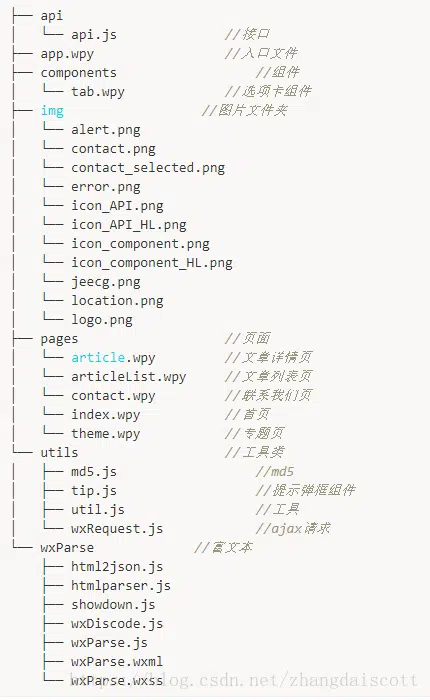 ├── api
│   └── api.js              //接口
├── app.wpy                 //入口文件
├── components                  //组件
│   └── tab.wpy             //选项卡组件
├── img                  //图片文件夹
│   └── alert.png
│   └── contact.png
│   └── contact_selected.png
│   └── error.png
│   └── icon_API.png
│   └── icon_API_HL.png
│   └── icon_component.png
│   └── icon_component_HL.png
│   └── jeecg.png
│   └── location.png
│   └── logo.png
├── pages                   //页面
│   └── article.wpy         //文章详情页
│   └── articleList.wpy     //文章列表页
│   └── contact.wpy         //联系我们页
│   └── index.wpy           //首页
│   └── theme.wpy           //专题页
└── utils                   //工具类
│   ├── md5.js                  //md5
│   ├── tip.js                  //提示弹框组件
│   ├── util.js                 //工具
│   └── wxRequest.js            //ajax请求
└── wxParse             //富文本
    ├── html2json.js
    ├── htmlparser.js
    ├── showdown.js
    ├── wxDiscode.js
    ├── wxParse.js
    ├── wxParse.wxml
    └── wxParse.wxss
http://blog.csdn.net/zhangdaiscott